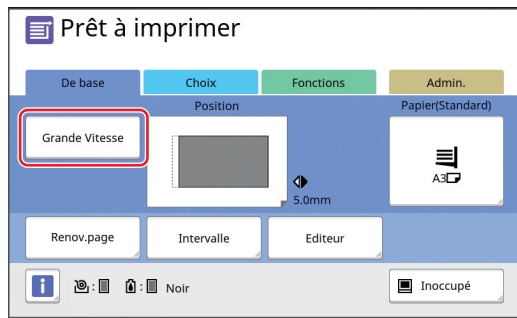 Prêt à imprimer
De base Choix Fonctions Admin.
Position Papier(Standard)
Grande Vitesse
A3
5.0mm
Renov.page Intervalle Editeur
i : : Noir Inoccupé